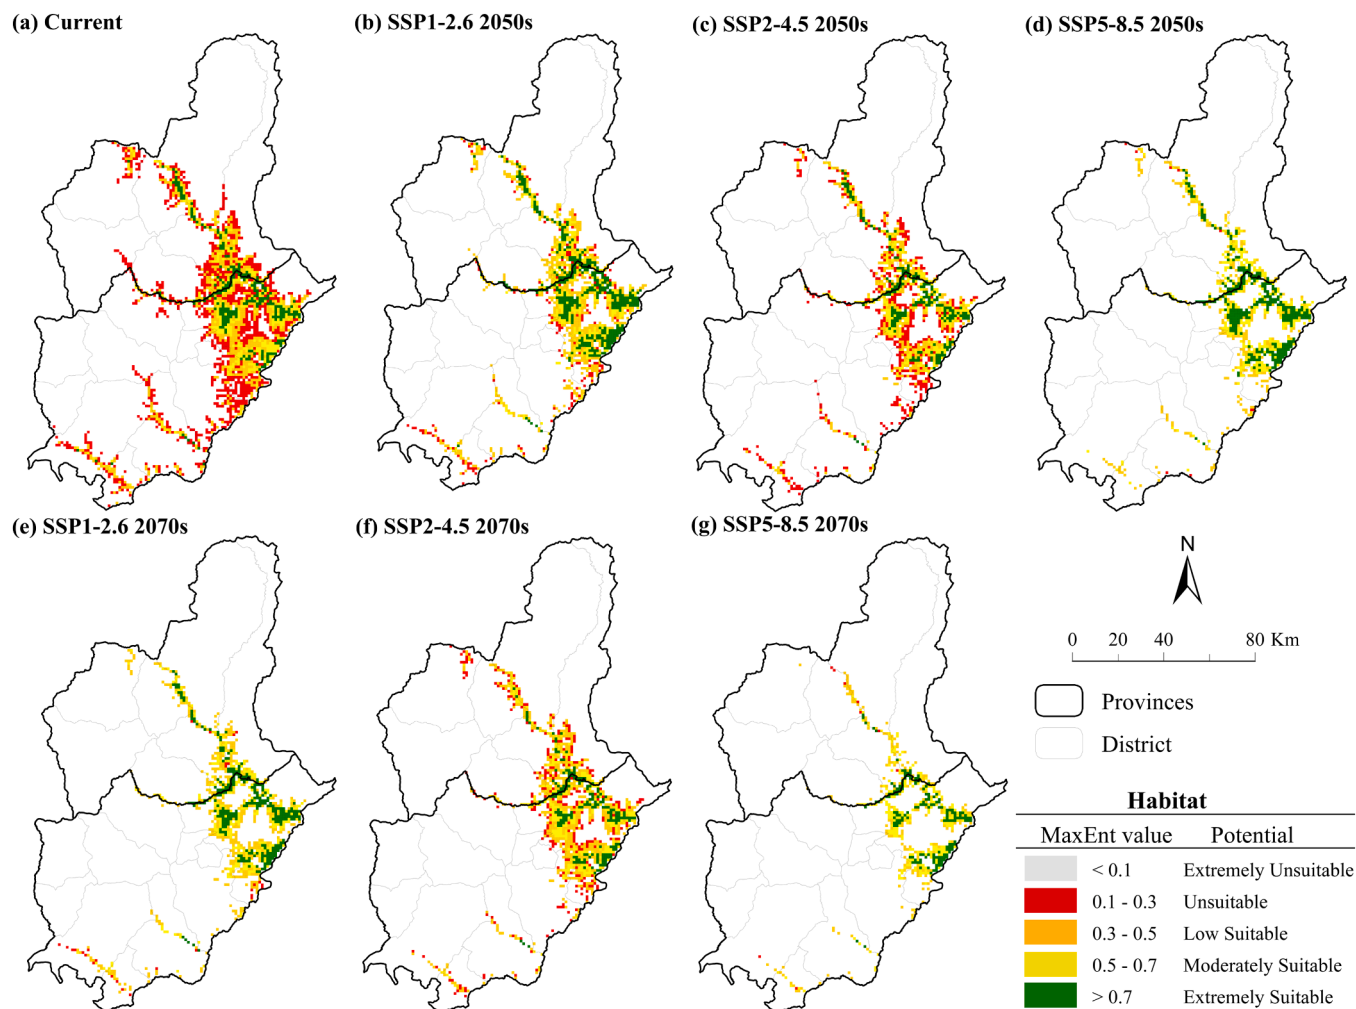 (a) Current
(b) SSP1-2.6 2050s
(c) SSP2-4.5 2050s
(d) SSP5-8.5 2050s
(e) SSP1-2.6 2070s
(f) SSP2-4.5 2070s
(g) SSP5-8.5 2070s
N
0 20 40 80 Km
Provinces
District
Habitat
MaxEnt value Potential
< 0.1 Extremely Unsuitable
0.1 - 0.3 Unsuitable
0.3 - 0.5 Low Suitable
0.5 - 0.7 Moderately Suitable
> 0.7 Extremely Suitable